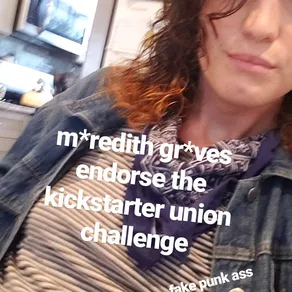 m*redith gr*ves
endorse the
kickstarter union
challenge
fake punk ass